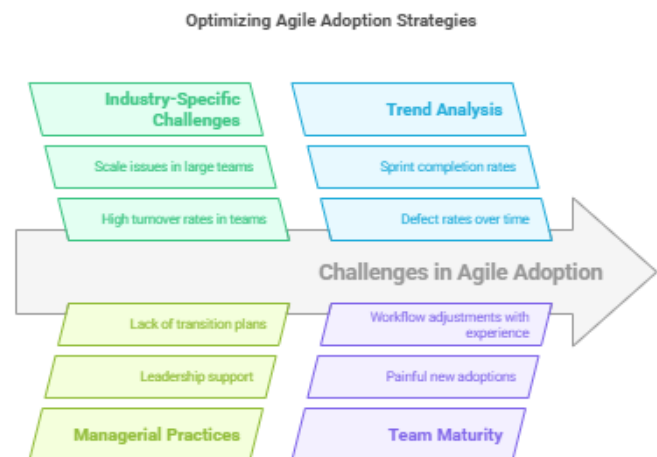 Optimizing Agile Adoption Strategies
Industry-Specific
Challenges
Trend Analysis
Scale issues in large teams
Sprint completion rates
High turnover rates in teams
Defect rates over time
Challenges in Agile Adoption
Lack of transition plans
Workflow adjustments with
experience
Leadership support
Painful new adoptions
Managerial Practices
Team Maturity